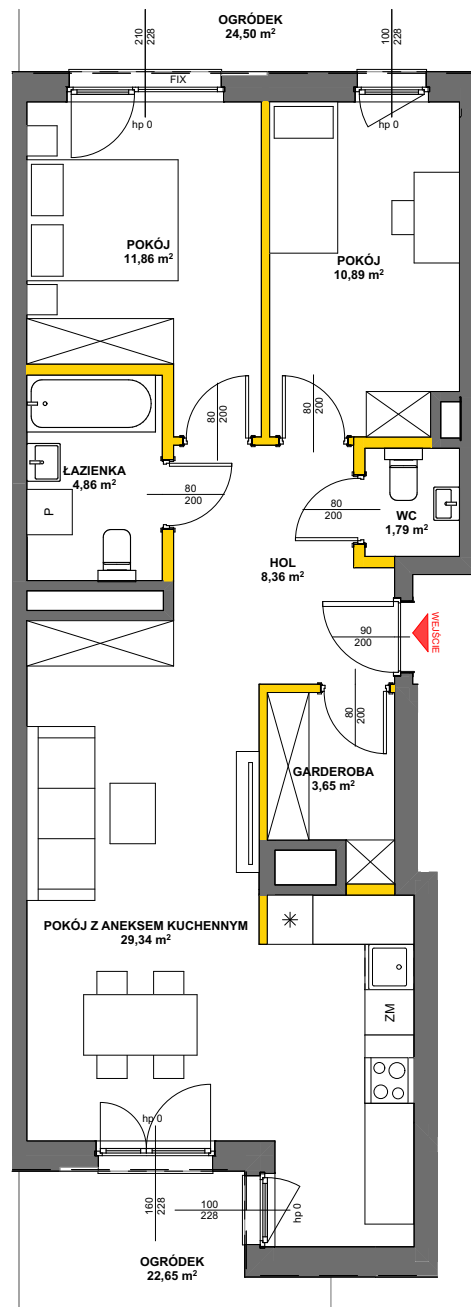 OGRÓDEK
24,50 m²
210
228
100
228
FIX
hp 0
hp 0
POKÓJ
11,86 m²
POKÓJ
10,89 m²
80
200
80
200
ŁAZIENKA
4,86 m²
80
200
P
80
200
WC
1,79 m²
HOL
8,36 m²
90
200
WEJŚCIE
80
200
GARDEROBA
3,65 m²
POKÓJ Z ANEKSEM KUCHENNYM
29,34 m²
ZM
hp 0
160
228
100
228
hp 0
OGRÓDEK
22,65 m²